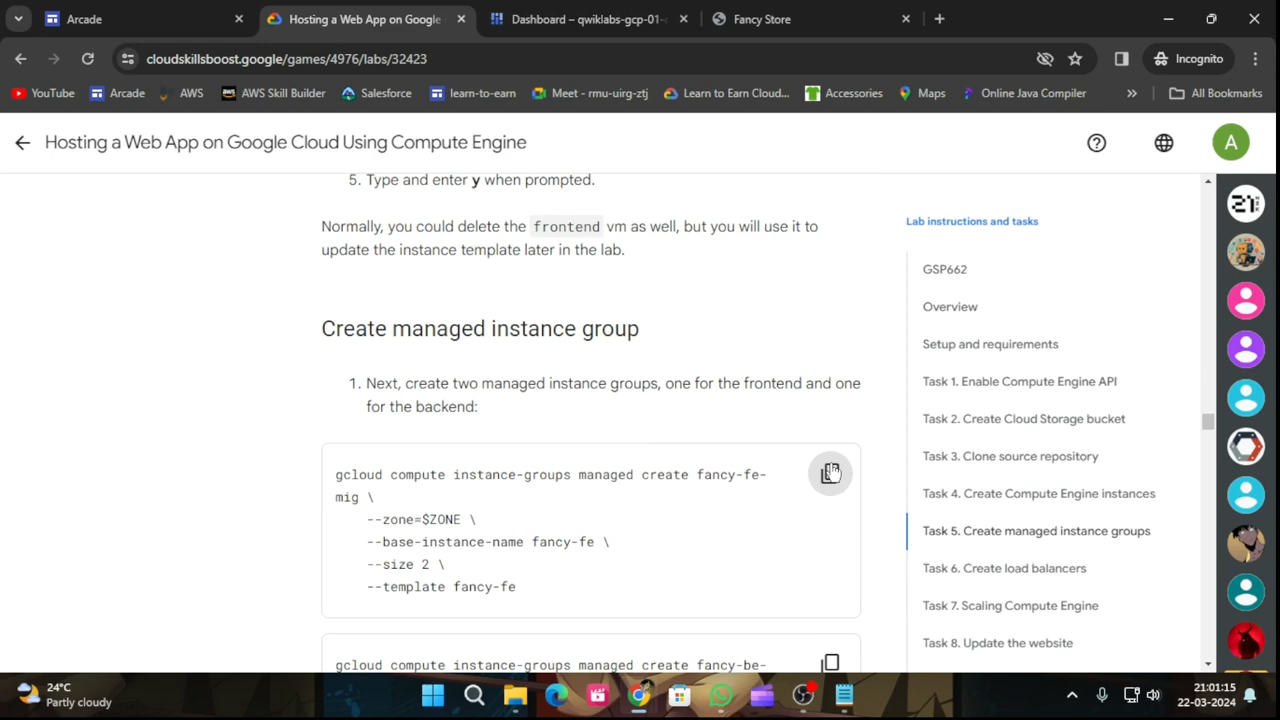 Arcade
Hosting a Web App on Google
Dashboard – qwiklabs-gcp-01-
Fancy Store
cloudskillsboost.google/games/4976/labs/32423
Incognito
YouTube
Arcade
AWS
AWS Skill Builder
Salesforce
learn-to-earn
Meet - rmu-uirg-ztj
Learn to Earn Cloud...
Accessories
Maps
Online Java Compiler
All Bookmarks
Hosting a Web App on Google Cloud Using Compute Engine
A
5. Type and enter y when prompted.
Normally, you could delete the frontend vm as well, but you will use it to
update the instance template later in the lab.
Create managed instance group
1. Next, create two managed instance groups, one for the frontend and one
for the backend:
gcloud compute instance-groups managed create fancy-fe-
mig \
--zone=$ZONE \
--base-instance-name fancy-fe \
--size 2 \
--template fancy-fe
gcloud compute instance-groups managed create fancy-be-
Lab instructions and tasks
GSP662
Overview
Setup and requirements
Task 1. Enable Compute Engine API
Task 2. Create Cloud Storage bucket
Task 3. Clone source repository
Task 4. Create Compute Engine instances
Task 5. Create managed instance groups
Task 6. Create load balancers
Task 7. Scaling Compute Engine
Task 8. Update the website
24°C
Partly cloudy
21:01:15
22-03-2024